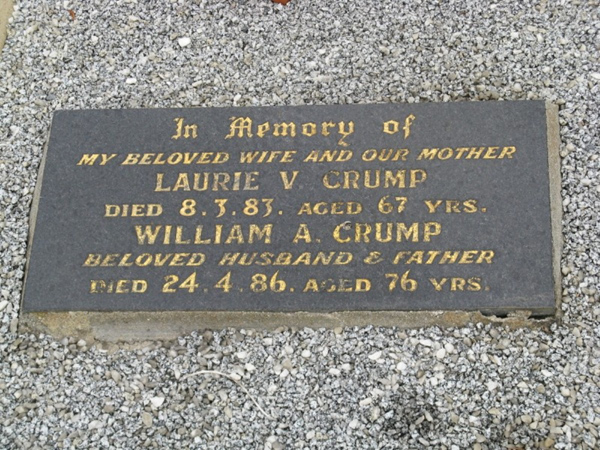 In Memory of
MY BELOVED WIFE AND OUR MOTHER
LAURIE V CRUMP
DIED 8.3.83. AGED 67 YRS.
WILLIAM A. CRUMP
BELOVED HUSBAND & FATHER
DIED 24.4.86. AGED 76 YRS.